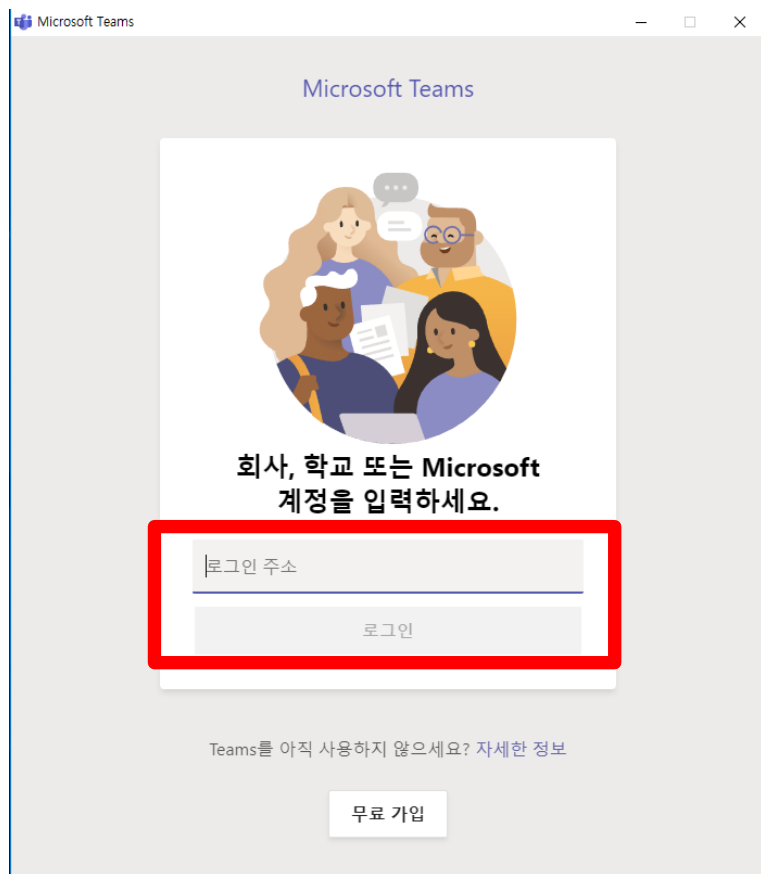 Microsoft Teams
Microsoft Teams
회사, 학교 또는 Microsoft
계정을 입력하세요.
로그인 주소
로그인
Teams를 아직 사용하지 않으세요? 자세한 정보
무료 가입